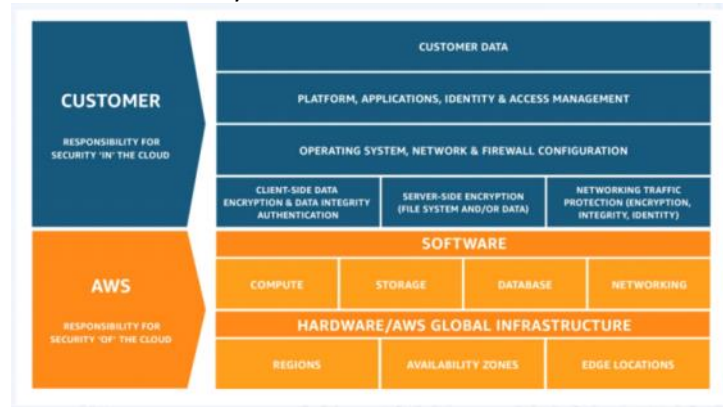 CUSTOMER
RESPONSIBILITY FOR
SECURITY 'IN' THE CLOUD
CUSTOMER DATA
PLATFORM, APPLICATIONS, IDENTITY & ACCESS MANAGEMENT
OPERATING SYSTEM, NETWORK & FIREWALL CONFIGURATION
CLIENT-SIDE DATA
ENCRYPTION & DATA INTEGRITY
AUTHENTICATION
SERVER-SIDE ENCRYPTION
(FILE SYSTEM AND/OR DATA)
NETWORKING TRAFFIC
PROTECTION (ENCRYPTION,
INTEGRITY, IDENTITY)
AWS
RESPONSIBILITY FOR
SECURITY 'OF' THE CLOUD
SOFTWARE
COMPUTE
STORAGE
DATABASE
NETWORKING
HARDWARE/AWS GLOBAL INFRASTRUCTURE
REGIONS
AVAILABILITY ZONES
EDGE LOCATIONS